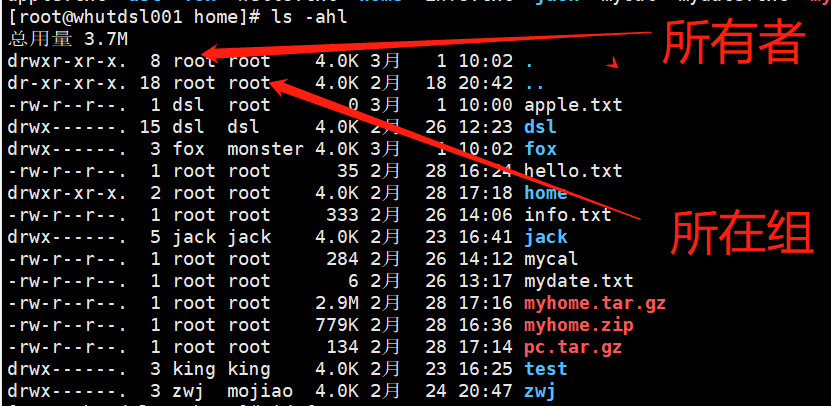 [root@whutdsl001 home]# ls -ahl
总用量 3.7M
drwxr-xr-x.  8 root root    4.0K 3月   1 10:02 .
dr-xr-xr-x. 18 root root    4.0K 2月  18 20:42 ..
-rw-r--r--.  1 dsl  root       0 3月   1 10:00 apple.txt
drwx------. 15 dsl  dsl     4.0K 2月  26 12:23 dsl
drwx------.  3 fox  monster 4.0K 3月   1 10:02 fox
-rw-r--r--.  1 root root      35 2月  28 16:24 hello.txt
drwxr-xr-x.  2 root root    4.0K 2月  28 17:18 home
-rw-r--r--.  1 root root     333 2月  26 14:06 info.txt
drwx------.  5 jack jack    4.0K 2月  23 16:41 jack
-rw-r--r--.  1 root root     284 2月  26 14:12 mycal
-rw-r--r--.  1 root root       6 2月  26 13:17 mydate.txt
-rw-r--r--.  1 root root    2.9M 2月  28 17:16 myhome.tar.gz
-rw-r--r--.  1 root root    779K 2月  28 16:36 myhome.zip
-rw-r--r--.  1 root root     134 2月  28 17:14 pc.tar.gz
drwx------.  3 king king    4.0K 2月  23 16:25 test
drwx------.  3 zwj  mojiao  4.0K 2月  24 20:47 zwj
所有者
所在组